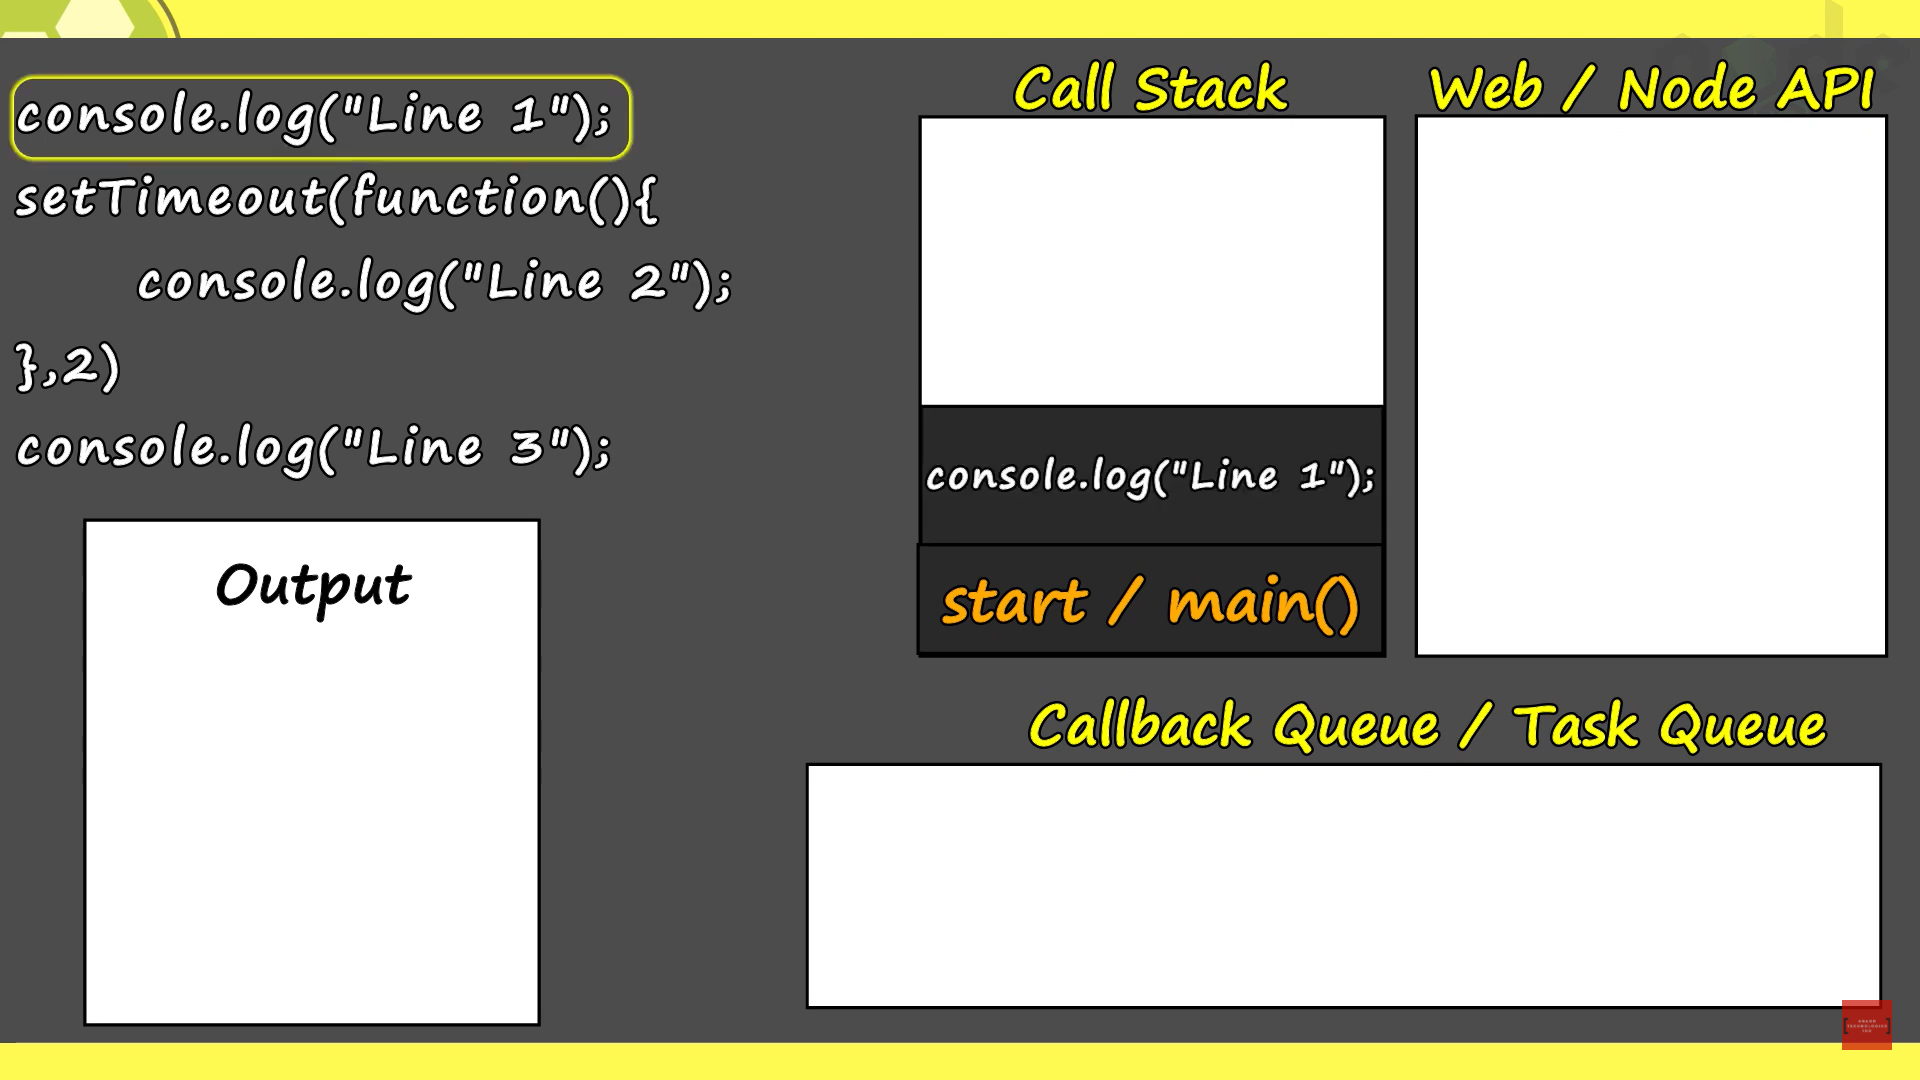 console.log("Line 1");
setTimeout(function(){
console.log("Line 2");
},2)
console.log("Line 3");
Output
Call Stack
console.log("Line 1");
start / main()
Web / Node API
Callback Queue / Task Queue